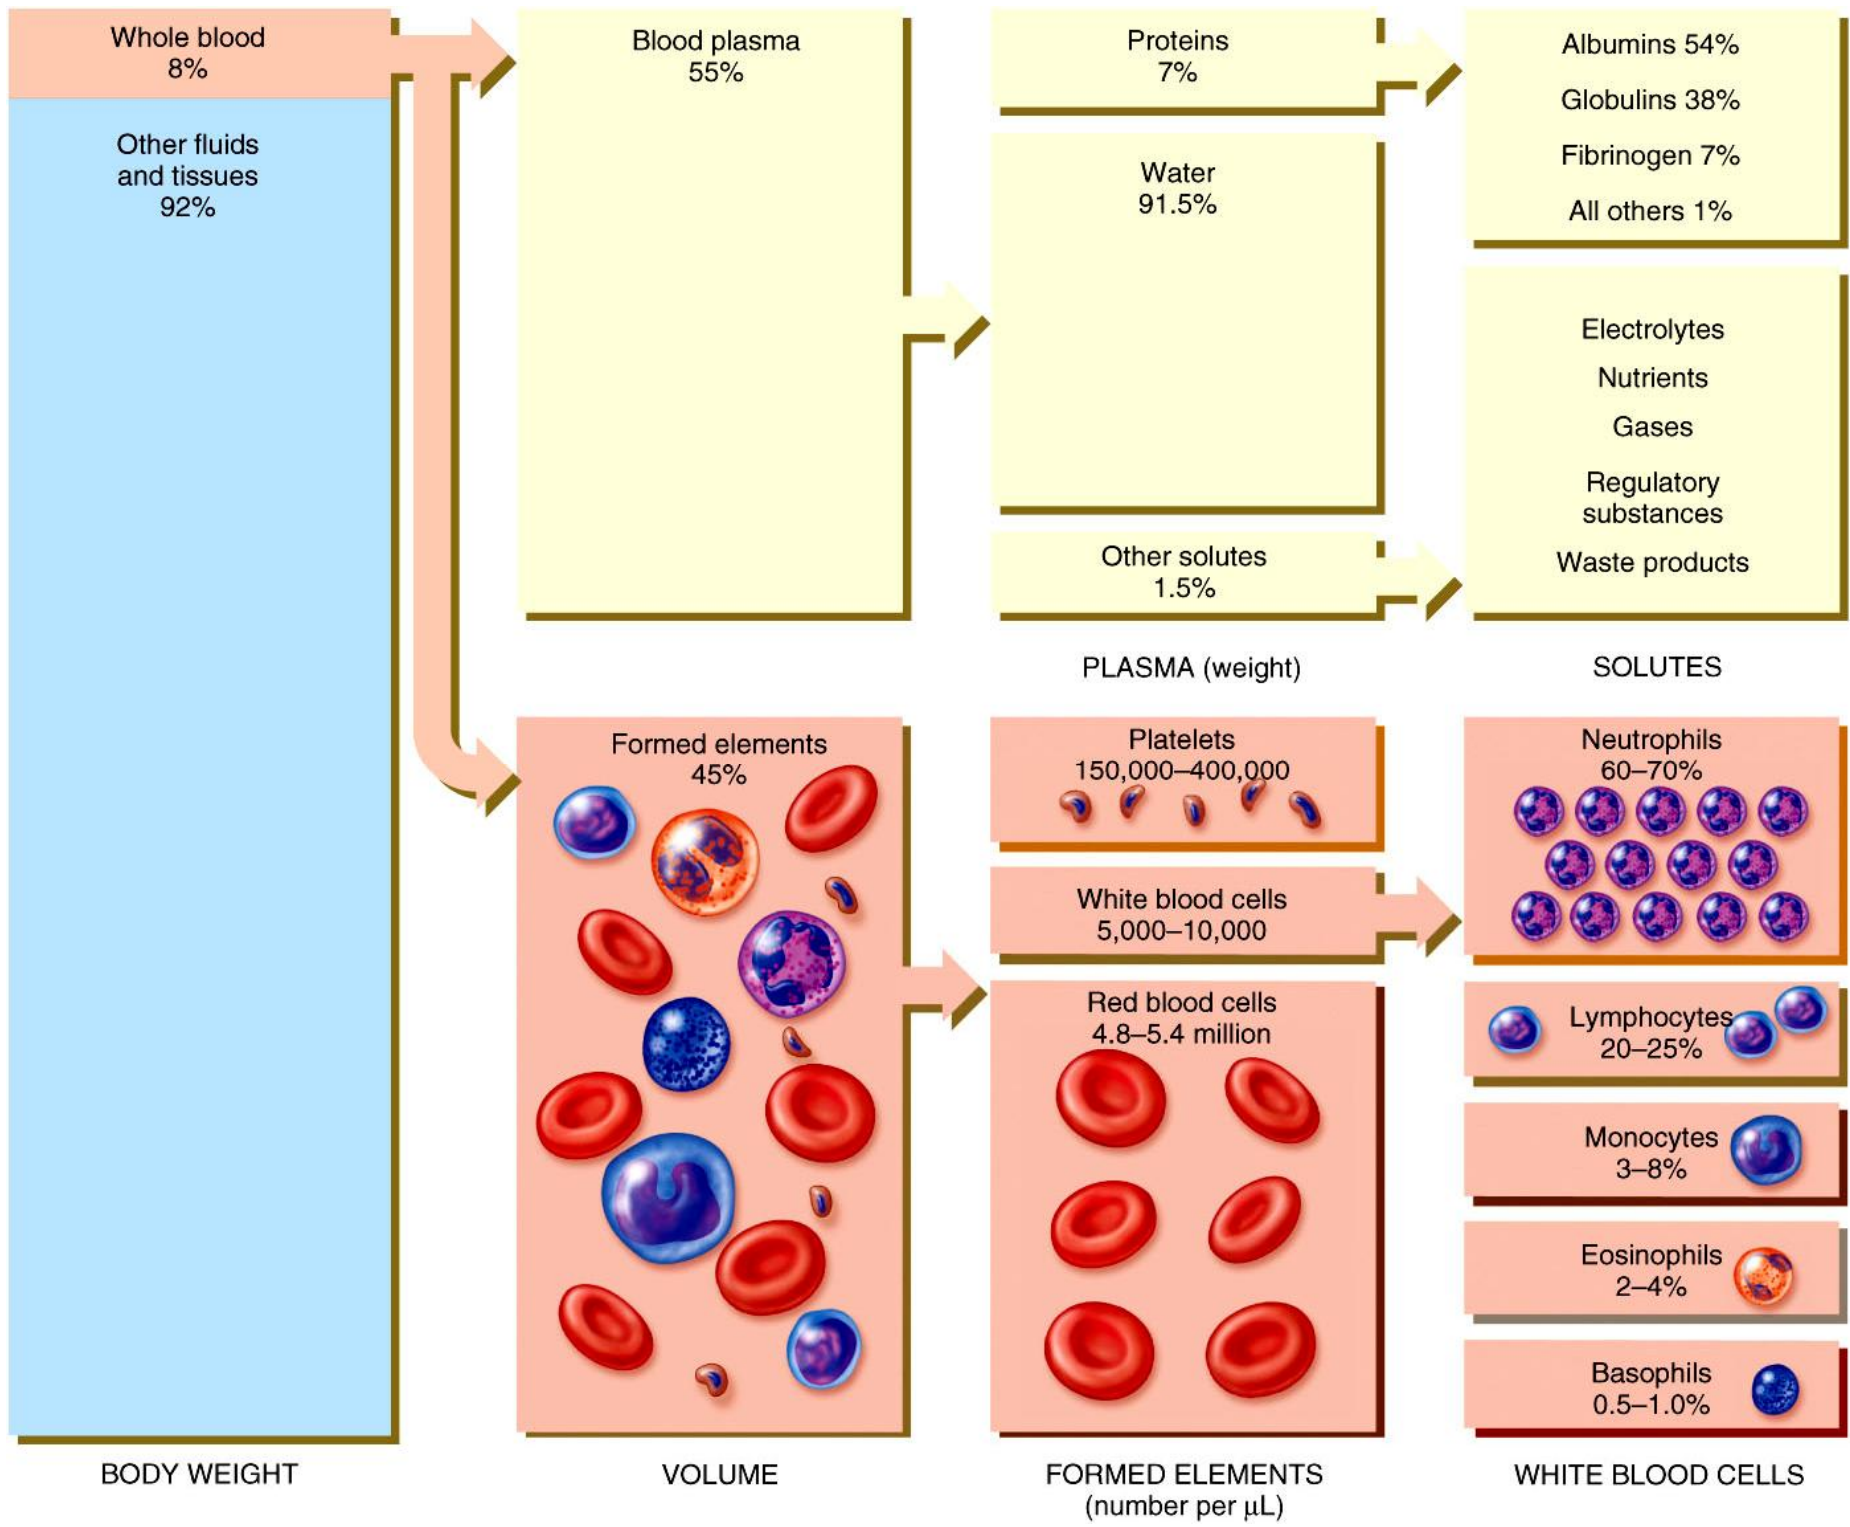 Whole blood
8%
Other fluids
and tissues
92%
BODY WEIGHT
Blood plasma
55%
Formed elements
45%
VOLUME
Proteins
7%
Water
91.5%
Other solutes
1.5%
PLASMA (weight)
Albumins 54%
Globulins 38%
Fibrinogen 7%
All others 1%
Electrolytes
Nutrients
Gases
Regulatory
substances
Waste products
SOLUTES
Platelets
150,000–400,000
White blood cells
5,000–10,000
Red blood cells
4.8–5.4 million
FORMED ELEMENTS
(number per μL)
Neutrophils
60–70%
Lymphocytes
20–25%
Monocytes
3–8%
Eosinophils
2–4%
Basophils
0.5–1.0%
WHITE BLOOD CELLS